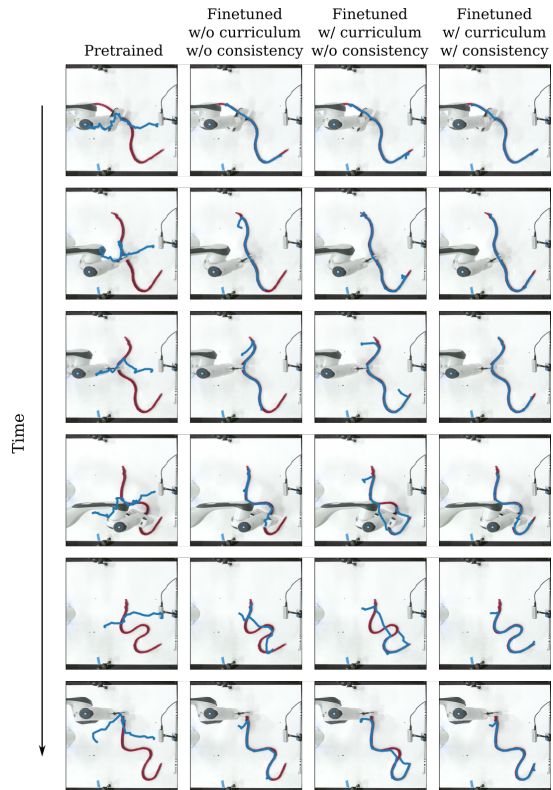 Pretrained
Finetuned
w/o curriculum
w/o consistency
Finetuned
w/ curriculum
w/o consistency
Finetuned
w/ curriculum
w/ consistency
Time